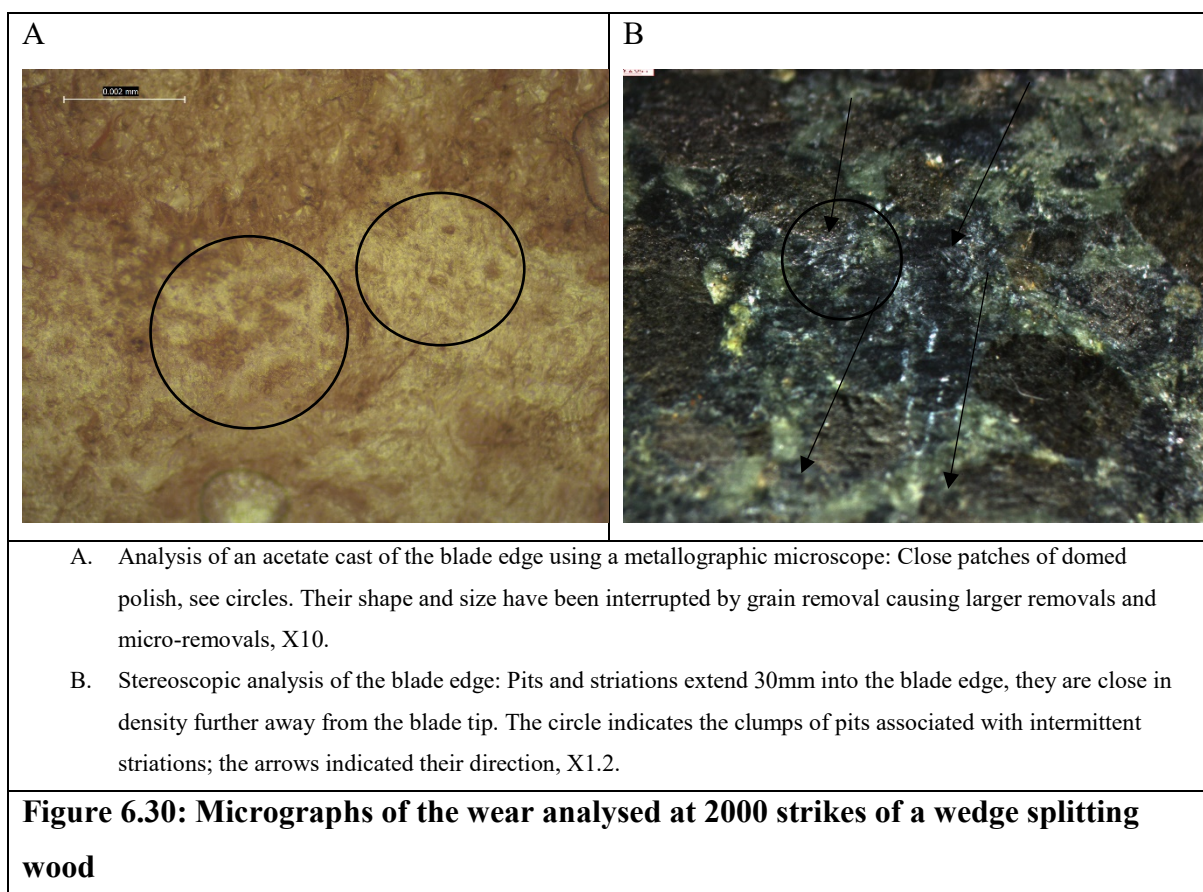 A
B
0.002 mm
A. Analysis of an acetate cast of the blade edge using a metallographic microscope: Close patches of domed
polish, see circles. Their shape and size have been interrupted by grain removal causing larger removals and
micro-removals, X10.
B. Stereoscopic analysis of the blade edge: Pits and striations extend 30mm into the blade edge, they are close in
density further away from the blade tip. The circle indicates the clumps of pits associated with intermittent
striations; the arrows indicated their direction, X1.2.
Figure 6.30: Micrographs of the wear analysed at 2000 strikes of a wedge splitting
wood